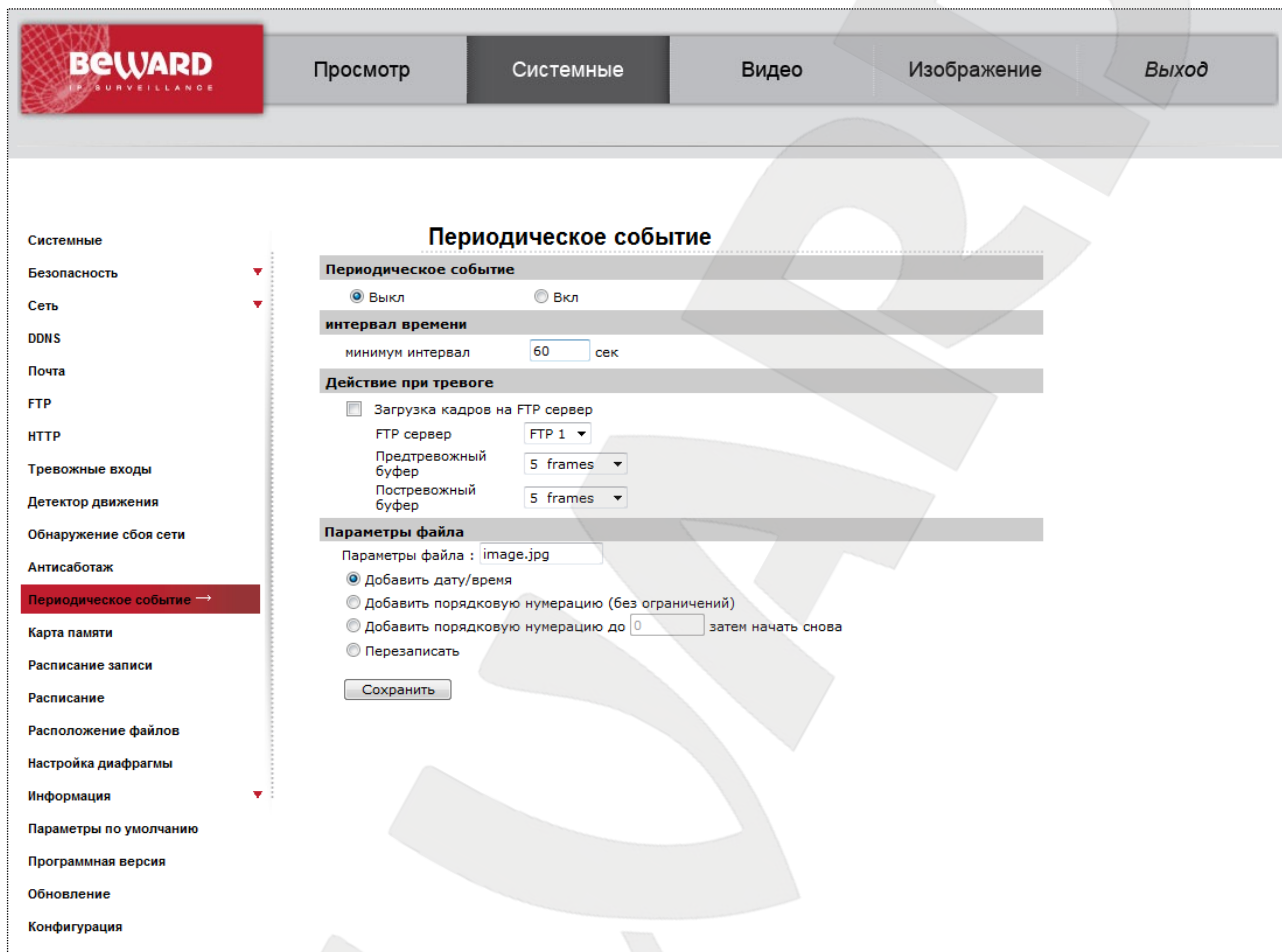 BEWARD
IP SURVEILLANCE
Просмотр
Системные
Видео
Изображение
Выход
Системные
Безопасность
Сеть
DDNS
Почта
FTP
HTTP
Тревожные входы
Детектор движения
Обнаружение сбоя сети
Антисаботаж
Периодическое событие →
Карта памяти
Расписание записи
Расписание
Расположение файлов
Настройка диафрагмы
Информация
Параметры по умолчанию
Программная версия
Обновление
Конфигурация
Периодическое событие
Периодическое событие
Выкл Вкл
интервал времени
минимум интервал 60 сек
Действие при тревоге
Загрузка кадров на FTP сервер
FTP сервер FTP 1
Предтревожный
буфер 5 frames
Постревожный
буфер 5 frames
Параметры файла
Параметры файла : image.jpg
Добавить дату/время
Добавить порядковую нумерацию (без ограничений)
Добавить порядковую нумерацию до 0 затем начать снова
Перезаписать
Сохранить